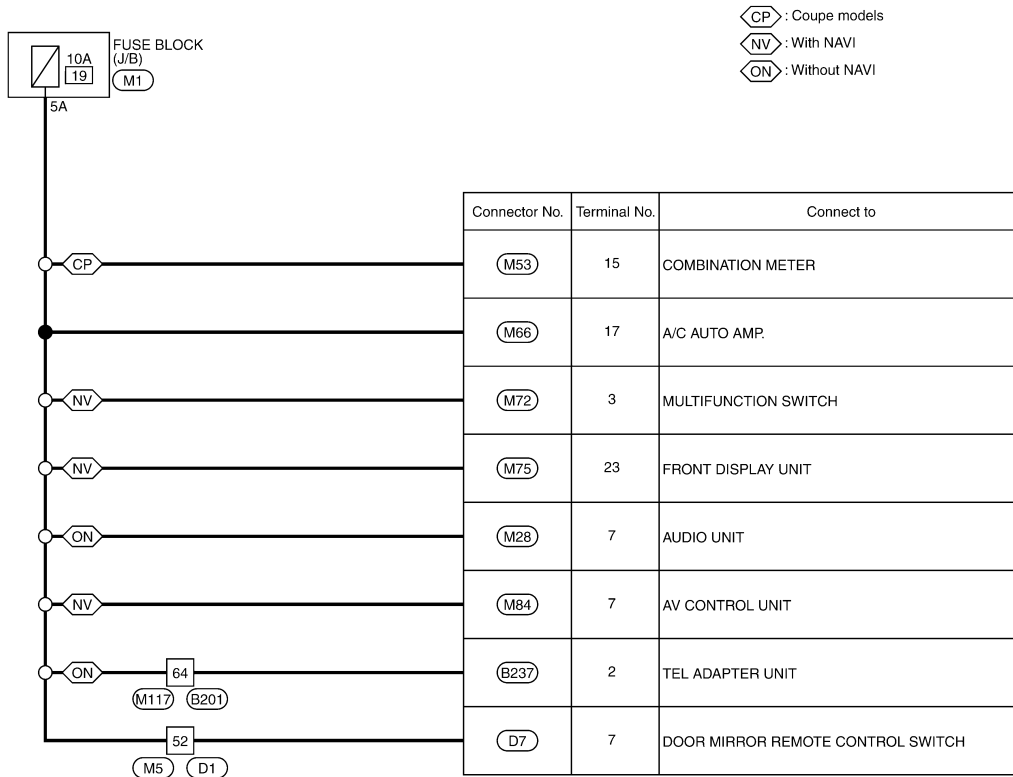 CP : Coupe models
NV : With NAVI
ON : Without NAVI
FUSE BLOCK
(J/B)
10A
19
M1
5A
Connector No. Terminal No. Connect to
CP M53 15 COMBINATION METER
M66 17 A/C AUTO AMP.
NV M72 3 MULTIFUNCTION SWITCH
NV M75 23 FRONT DISPLAY UNIT
ON M28 7 AUDIO UNIT
NV M84 7 AV CONTROL UNIT
ON 64 B237 2 TEL ADAPTER UNIT
M117 B201
52 D7 7 DOOR MIRROR REMOTE CONTROL SWITCH
M5 D1